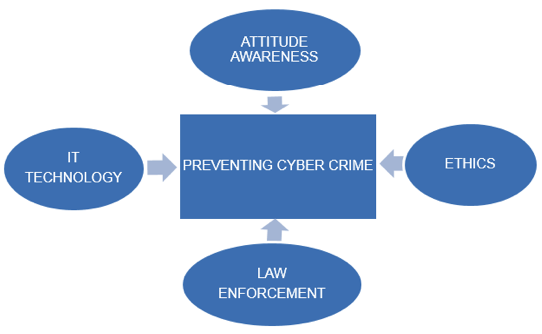 ATTITUDE
AWARENESS
IT
TECHNOLOGY
PREVENTING CYBER CRIME
ETHICS
LAW
ENFORCEMENT